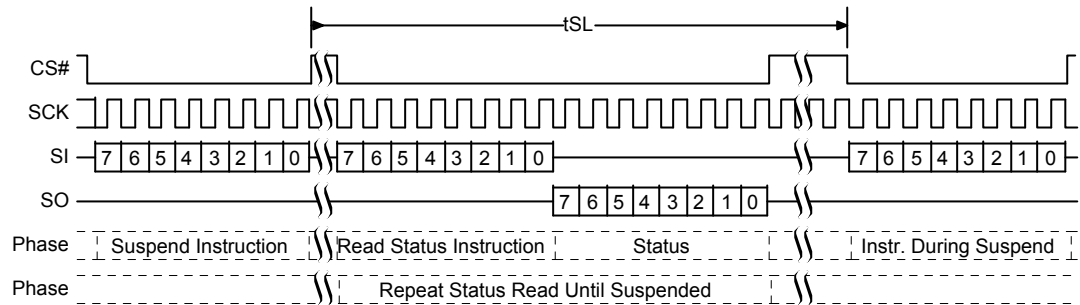 tSL
CS#
SCK
SI 7 6 5 4 3 2 1 0 7 6 5 4 3 2 1 0 7 6 5 4 3 2 1 0
SO 7 6 5 4 3 2 1 0
Phase Suspend Instruction Read Status Instruction Status Instr. During Suspend
Phase Repeat Status Read Until Suspended